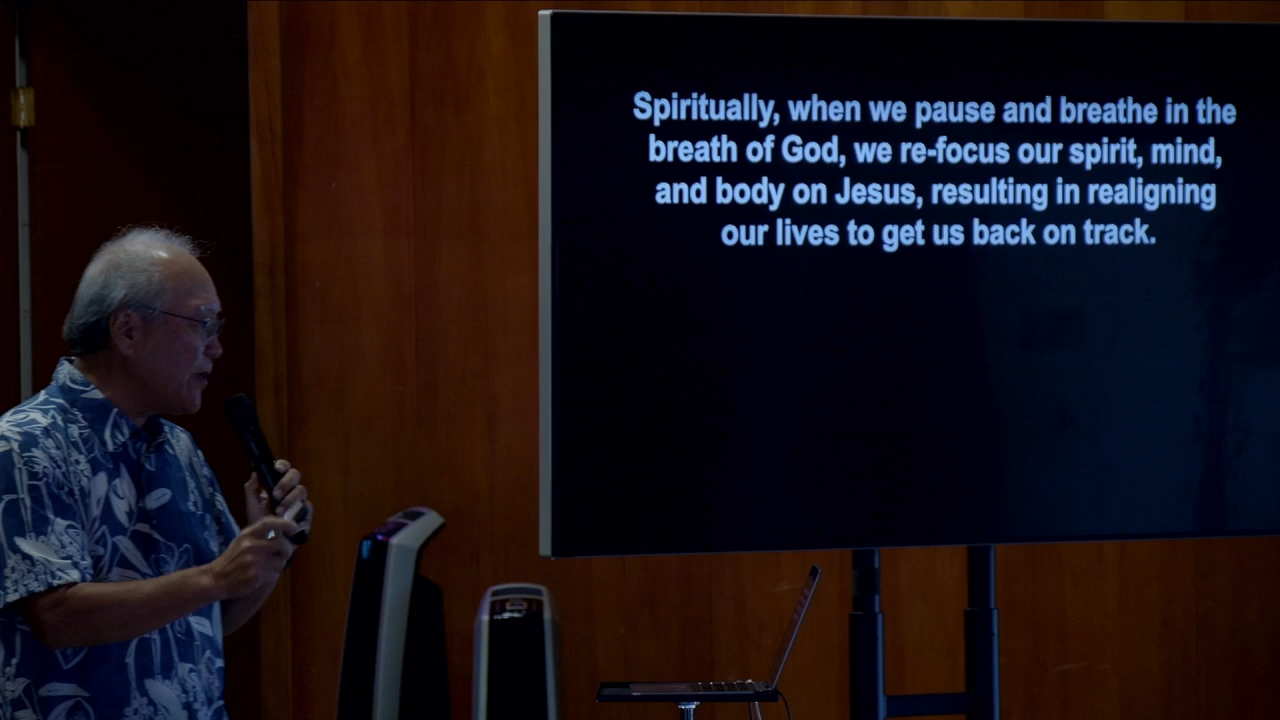 Spiritually, when we pause and breathe in the
breath of God, we re-focus our spirit, mind,
and body on Jesus, resulting in realigning
our lives to get us back on track.